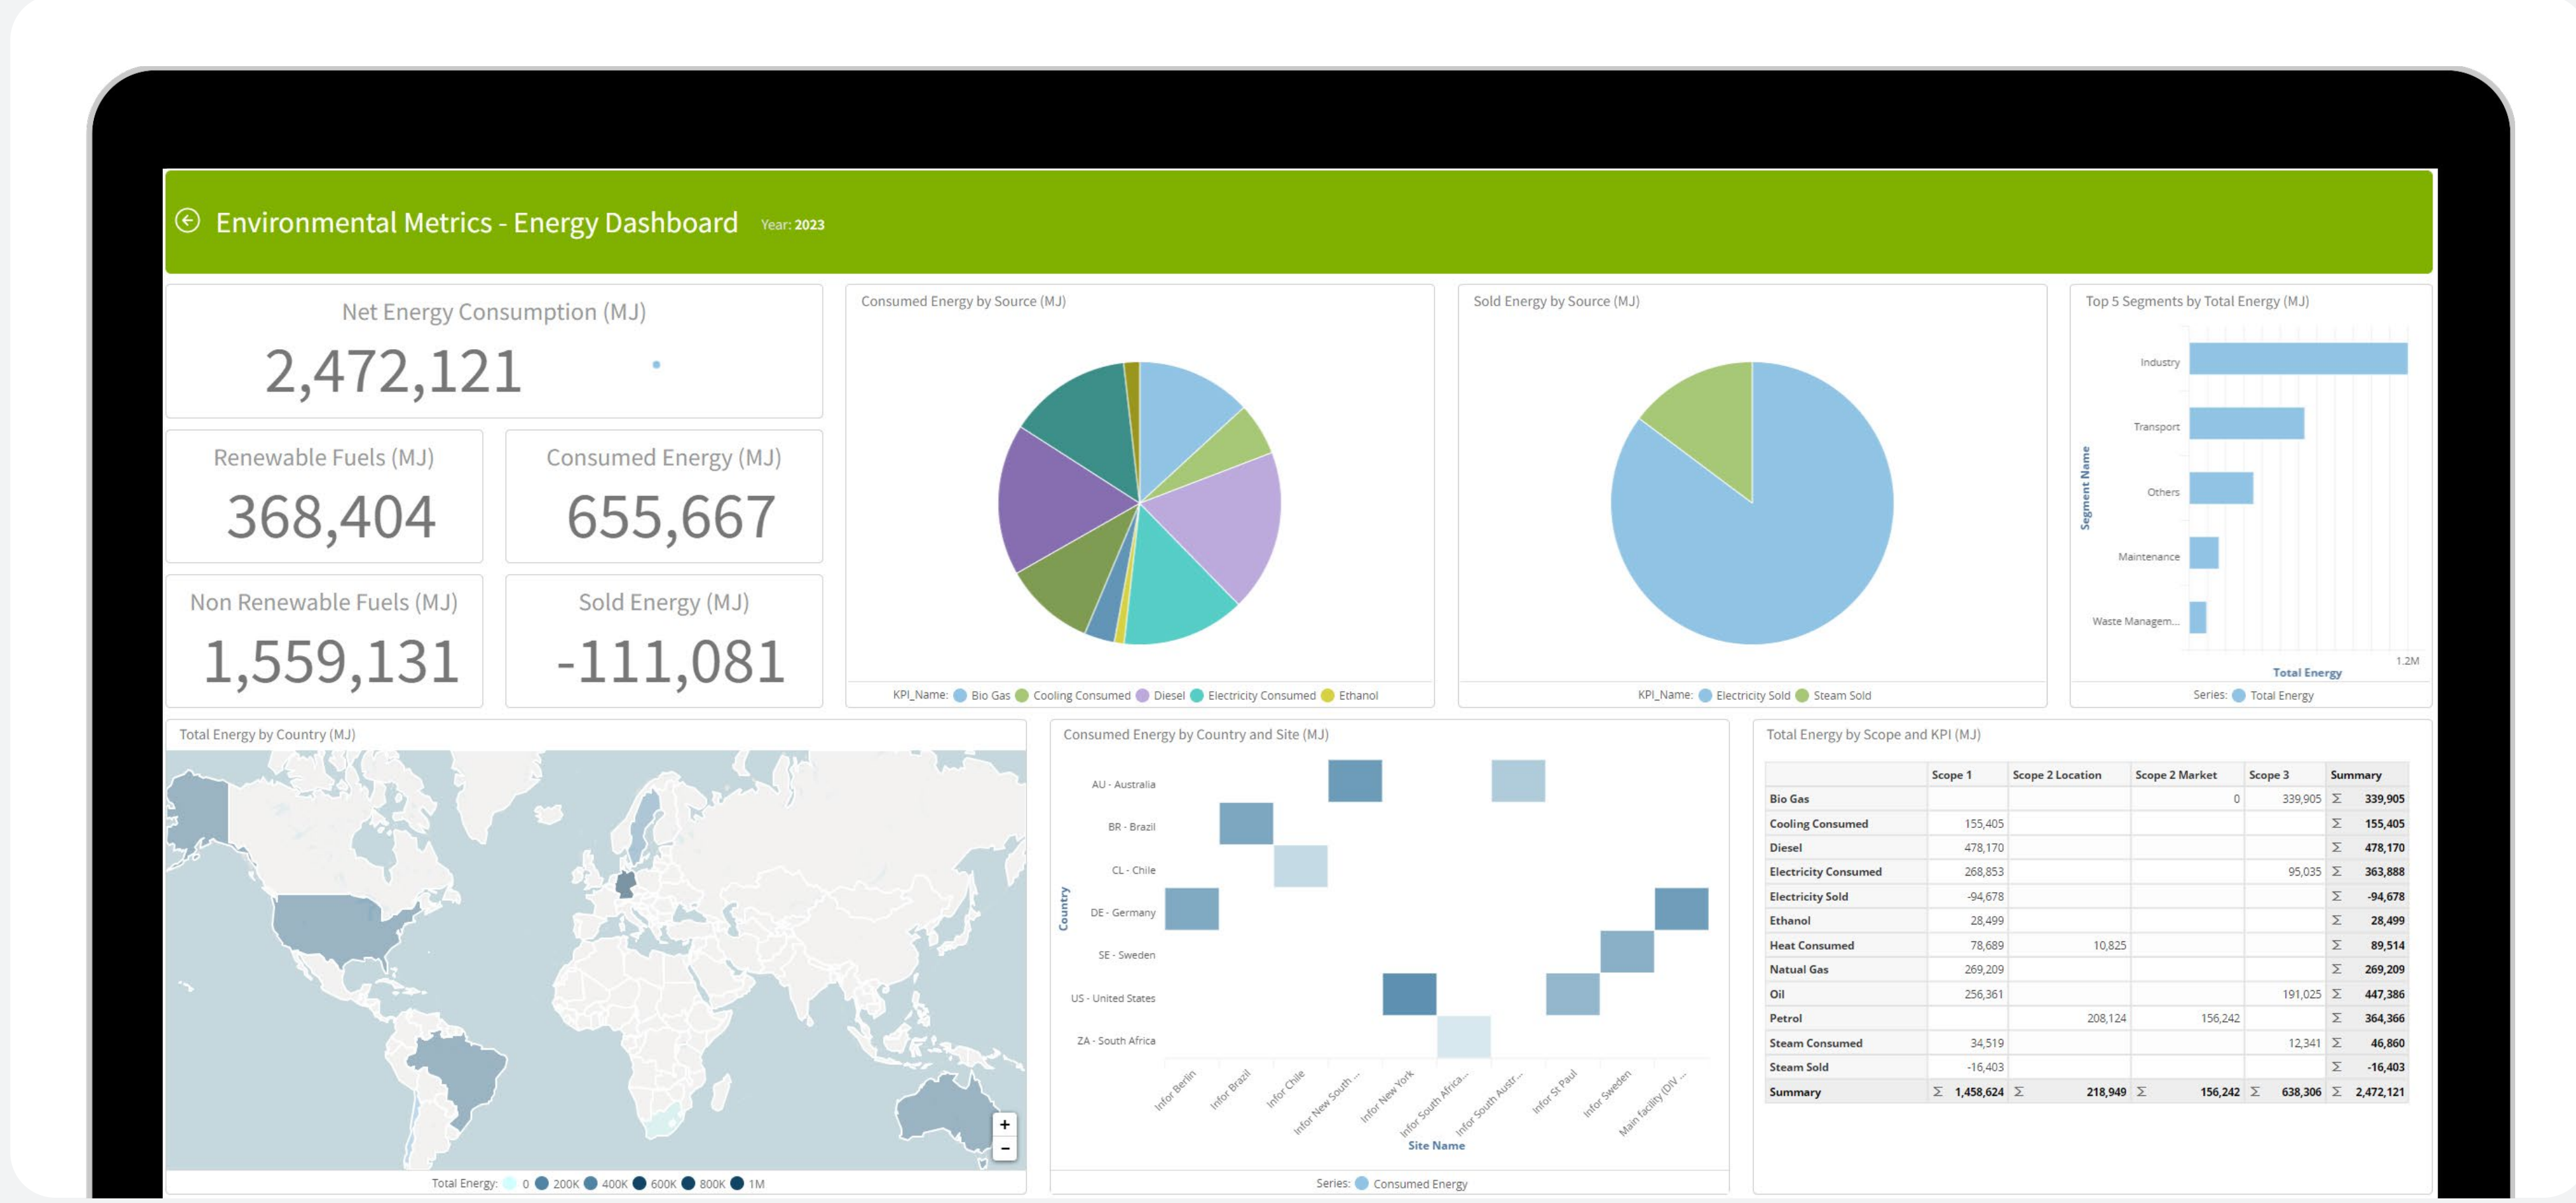 Environmental Metrics - Energy Dashboard Year: 2023
Net Energy Consumption (MJ)
2,472,121
Renewable Fuels (MJ)
368,404
Consumed Energy (MJ)
655,667
Non Renewable Fuels (MJ)
1,559,131
Sold Energy (MJ)
-111,081
Consumed Energy by Source (MJ)
KPI_Name: Bio Gas Cooling Consumed Diesel Electricity Consumed Ethanol
Sold Energy by Source (MJ)
KPI_Name: Electricity Sold Steam Sold
Top 5 Segments by Total Energy (MJ)
Segment Name
Industry
Transport
Others
Maintenance
Waste Managem...
1.2M
Total Energy
Series: Total Energy
Total Energy by Country (MJ)
+
−
Total Energy: 0 200K 400K 600K 800K 1M
Consumed Energy by Country and Site (MJ)
Country
AU - Australia
BR - Brazil
CL - Chile
DE - Germany
SE - Sweden
US - United States
ZA - South Africa
Infor Berlin
Infor Brazil
Infor Chile
Infor New South ...
Infor New York
Infor South Africa...
Infor South Austr...
Infor St Paul
Infor Sweden
Main facility (DIV ...
Site Name
Series: Consumed Energy
Total Energy by Scope and KPI (MJ)
Scope 1 Scope 2 Location Scope 2 Market Scope 3 Summary
Bio Gas 0 339,905 Σ 339,905
Cooling Consumed 155,405 Σ 155,405
Diesel 478,170 Σ 478,170
Electricity Consumed 268,853 95,035 Σ 363,888
Electricity Sold -94,678 Σ -94,678
Ethanol 28,499 Σ 28,499
Heat Consumed 78,689 10,825 Σ 89,514
Natual Gas 269,209 Σ 269,209
Oil 256,361 191,025 Σ 447,386
Petrol 208,124 156,242 Σ 364,366
Steam Consumed 34,519 12,341 Σ 46,860
Steam Sold -16,403 Σ -16,403
Summary Σ 1,458,624 Σ 218,949 Σ 156,242 Σ 638,306 Σ 2,472,121